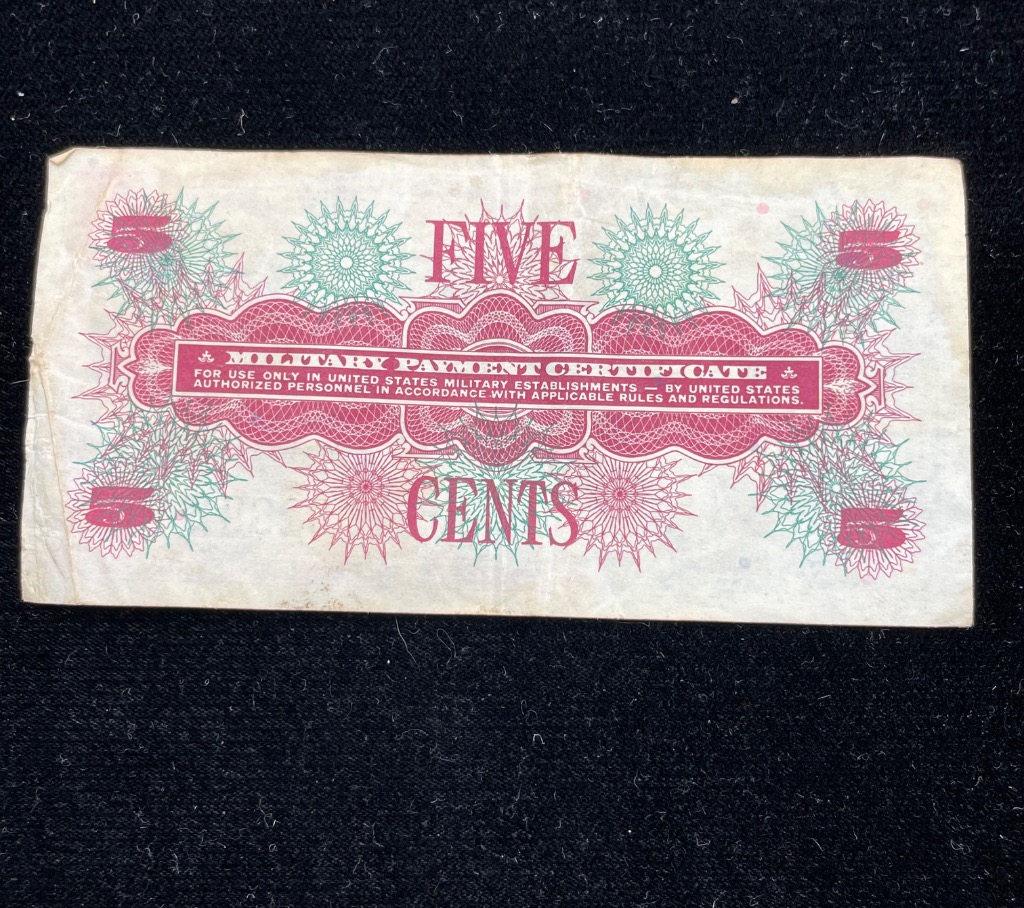 5 FIVE 5
MILITARY PAYMENT CERTIFICATE
FOR USE ONLY IN UNITED STATES MILITARY ESTABLISHMENTS — BY UNITED STATES
AUTHORIZED PERSONNEL IN ACCORDANCE WITH APPLICABLE RULES AND REGULATIONS.
5 CENTS 5